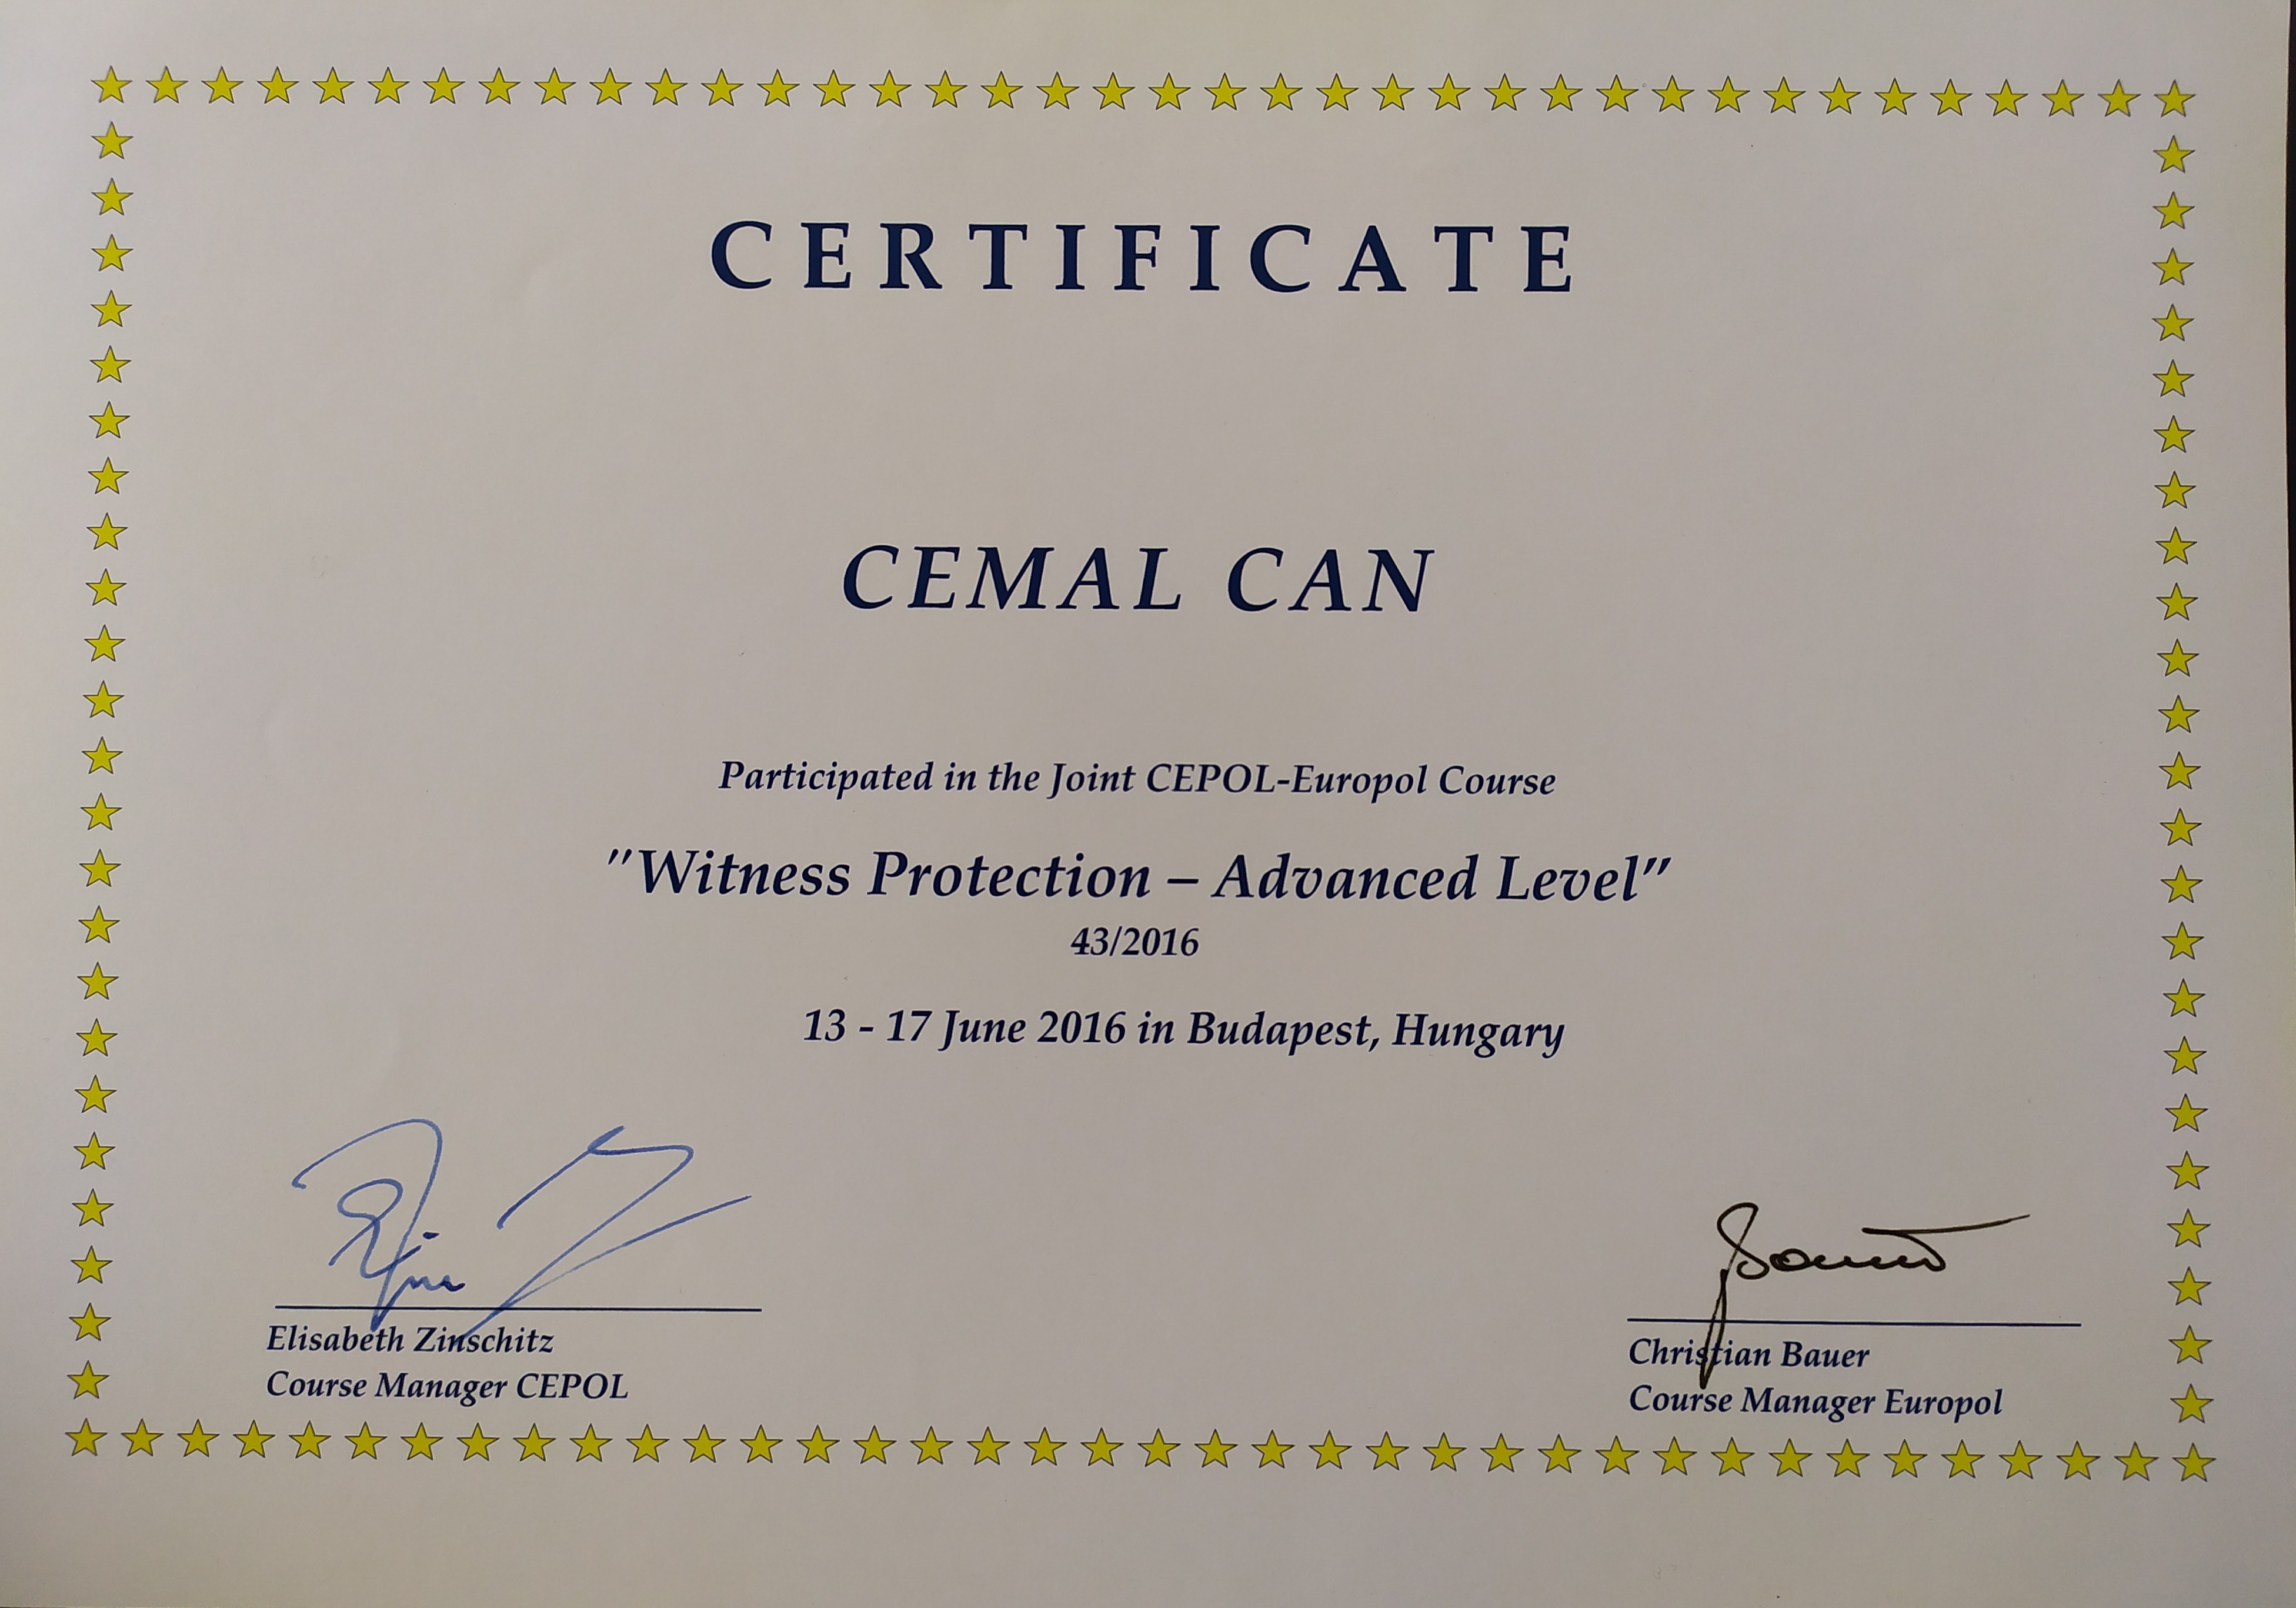 CERTIFICATE
CEMAL CAN
Participated in the Joint CEPOL-Europol Course
"Witness Protection – Advanced Level"
43/2016
13 - 17 June 2016 in Budapest, Hungary
Elisabeth Zinschitz
Course Manager CEPOL
Christian Bauer
Course Manager Europol